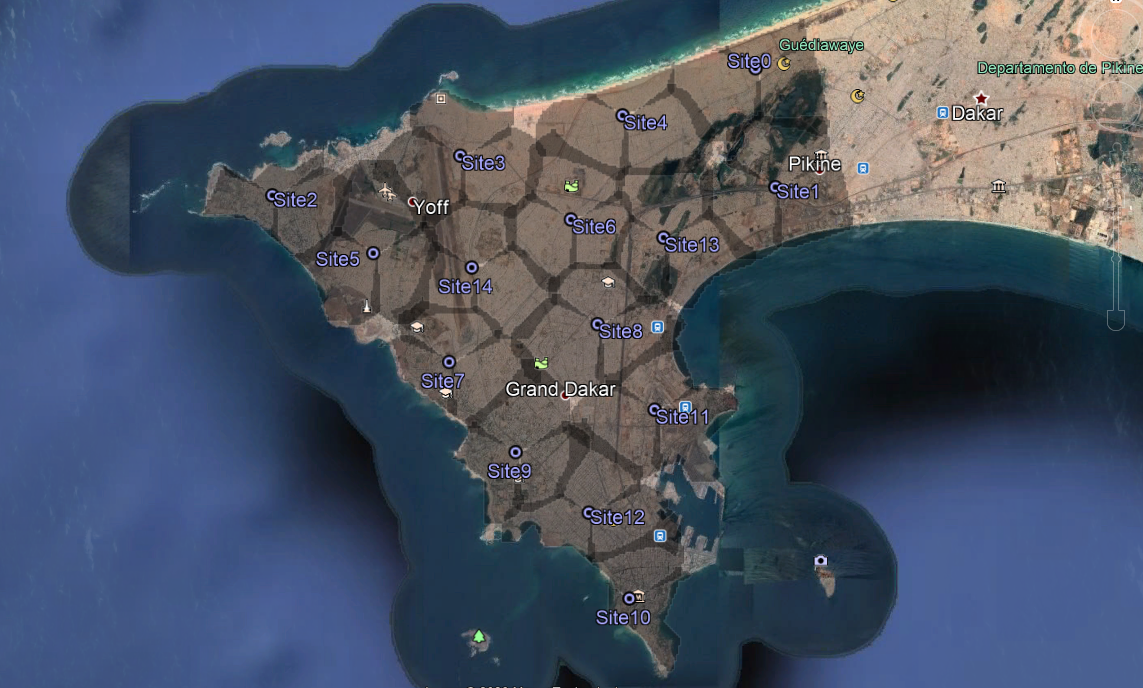 Guédiawaye
Site0
Departamento de Pikine
Dakar
Site4
Site3
Pikine
Site1
Site2
Yoff
Site6
Site13
Site5
Site14
Site8
Site7
Grand Dakar
Site11
Site9
Site12
Site10